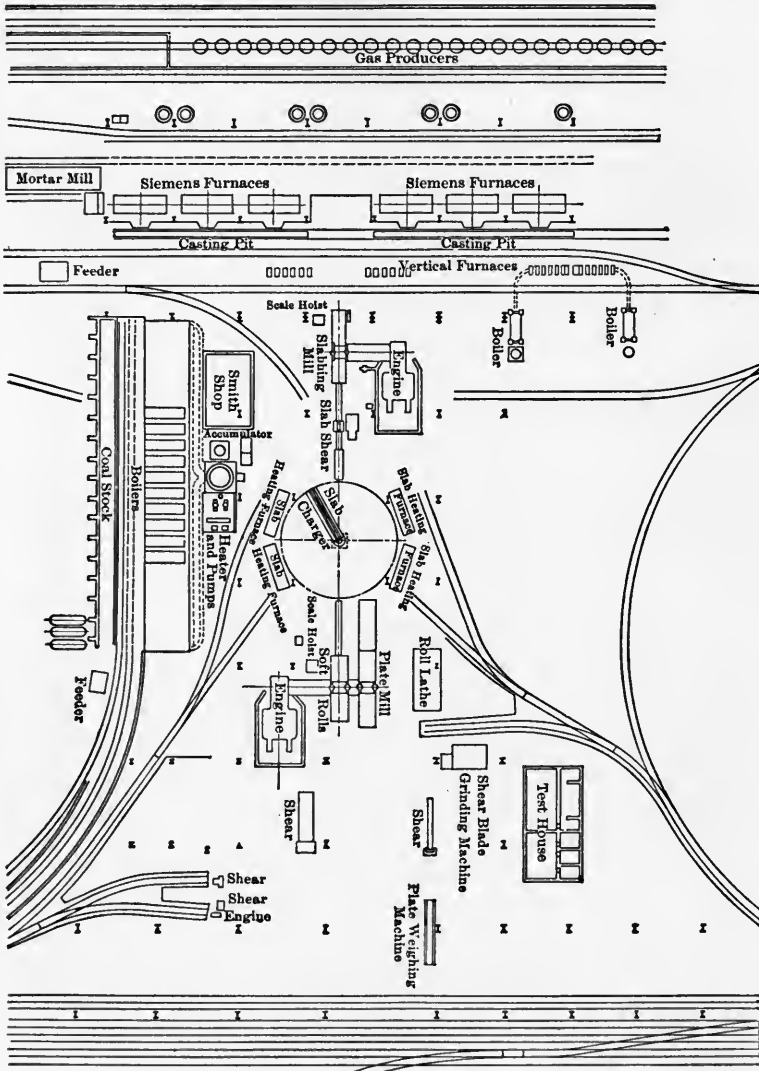 Gas Producers
Mortar Mill
Siemens Furnaces
Siemens Furnaces
Casting Pit
Casting Pit
Feeder
Vertical Furnaces
Scale Hoist
Slabbing
Mill
Engine
Boiler
Boiler
Smith
Shop
Slab Shear
Accumulator
Coal Stock
Boilers
Heater
and Pumps
Heating Furnace
Slab
Slab
Charger
Slab Heating
Furnace
Slab
Heating Furnace
Slab Heating
Furnace
Scale Hoist
Soft
Rolls
Plate Mill
Roll Lathe
Feeder
Engine
Shear
Shear
Shear Blade
Grinding Machine
Test House
Shear
Shear
Engine
Plate Weighing
Machine